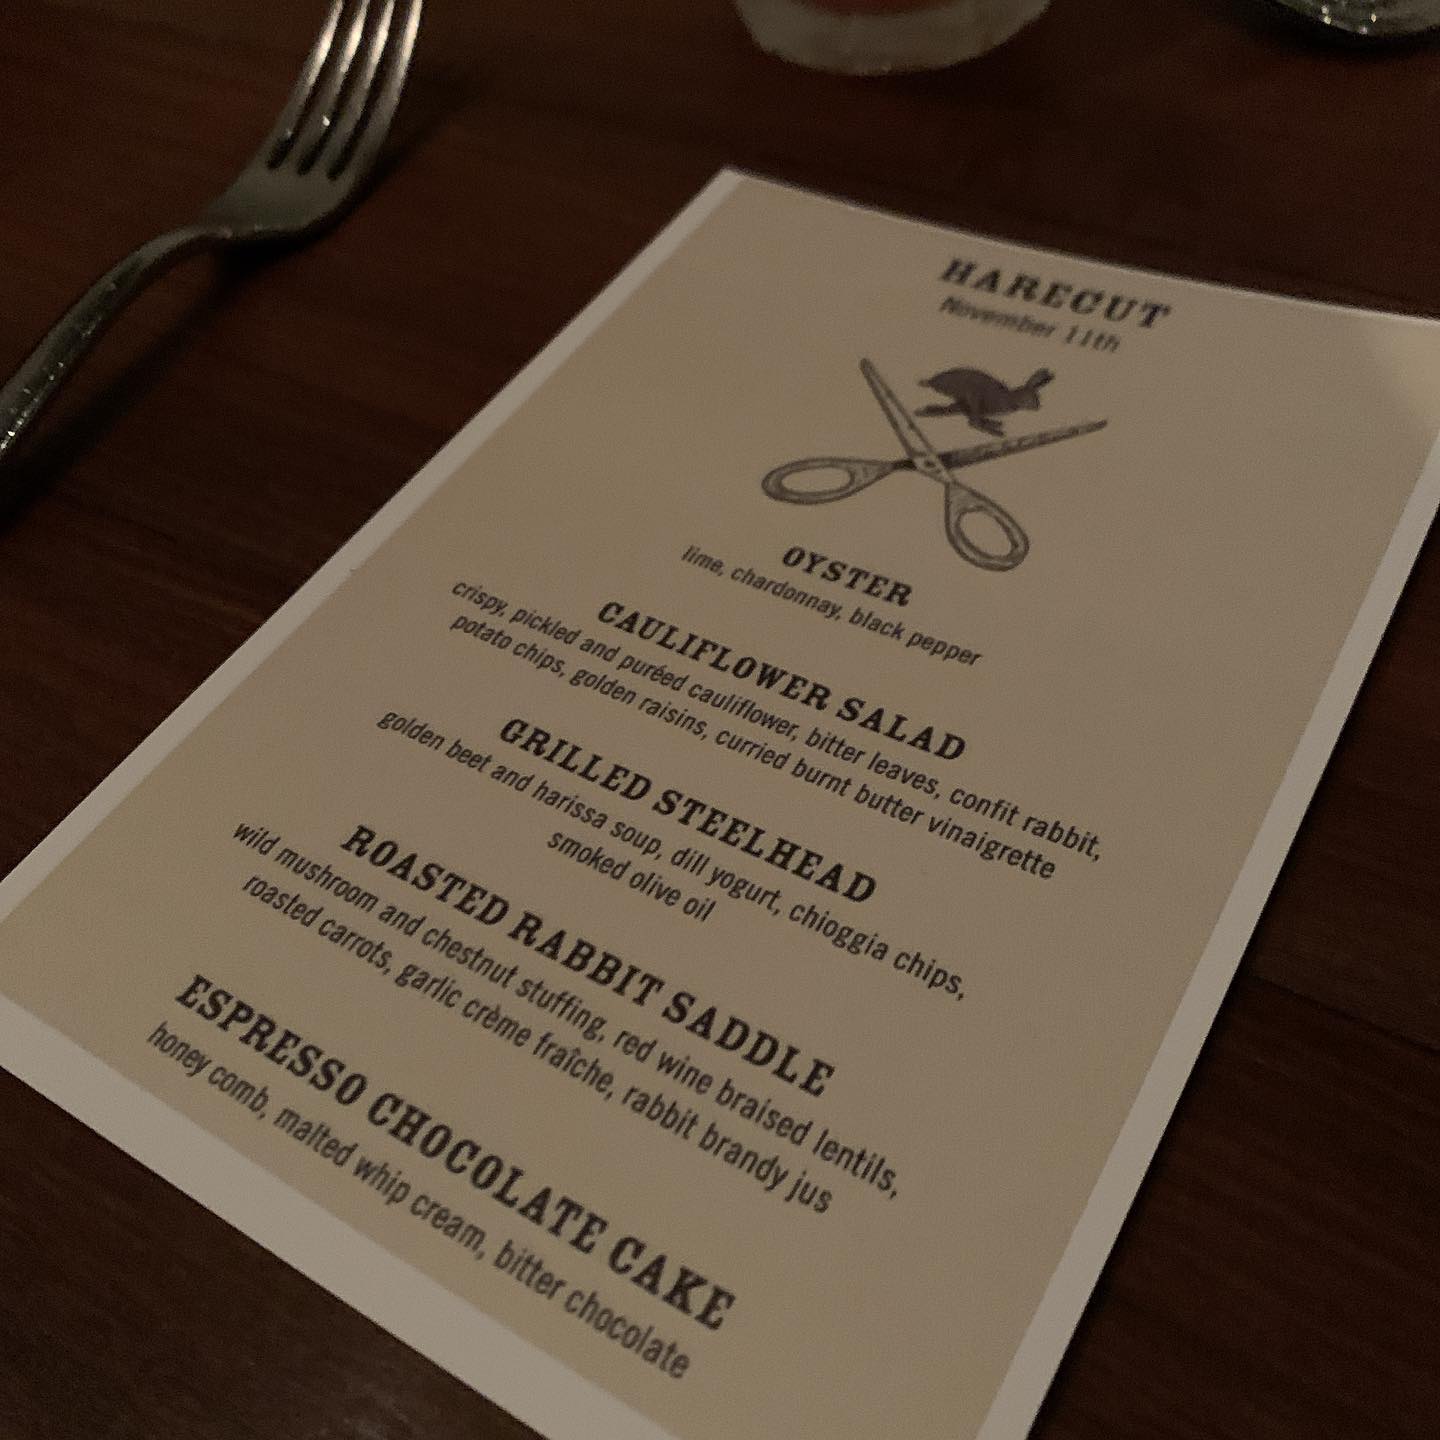 HARECUT
November 11th
OYSTER
lime, chardonnay, black pepper
CAULIFLOWER SALAD
crispy, pickled and puréed cauliflower, bitter leaves, confit rabbit,
potato chips, golden raisins, curried burnt butter vinaigrette
GRILLED STEELHEAD
golden beet and harissa soup, dill yogurt, chioggia chips,
smoked olive oil
ROASTED RABBIT SADDLE
wild mushroom and chestnut stuffing, red wine braised lentils,
roasted carrots, garlic crème fraîche, rabbit brandy jus
ESPRESSO CHOCOLATE CAKE
honey comb, malted whip cream, bitter chocolate